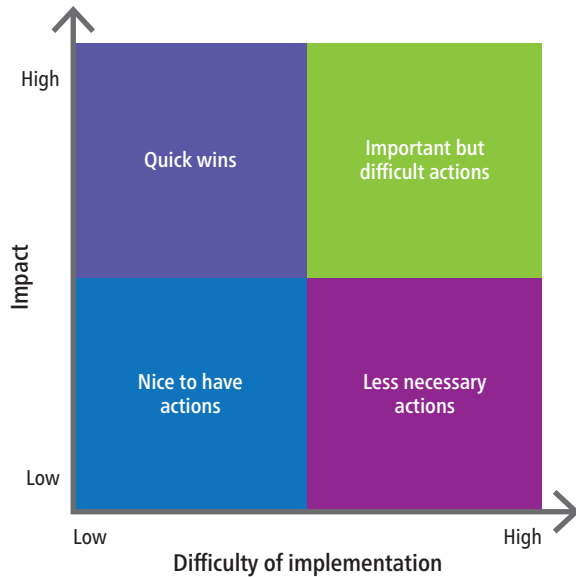 High
Quick wins
Important but
difficult actions
Impact
Nice to have
actions
Less necessary
actions
Low
Low
High
Difficulty of implementation